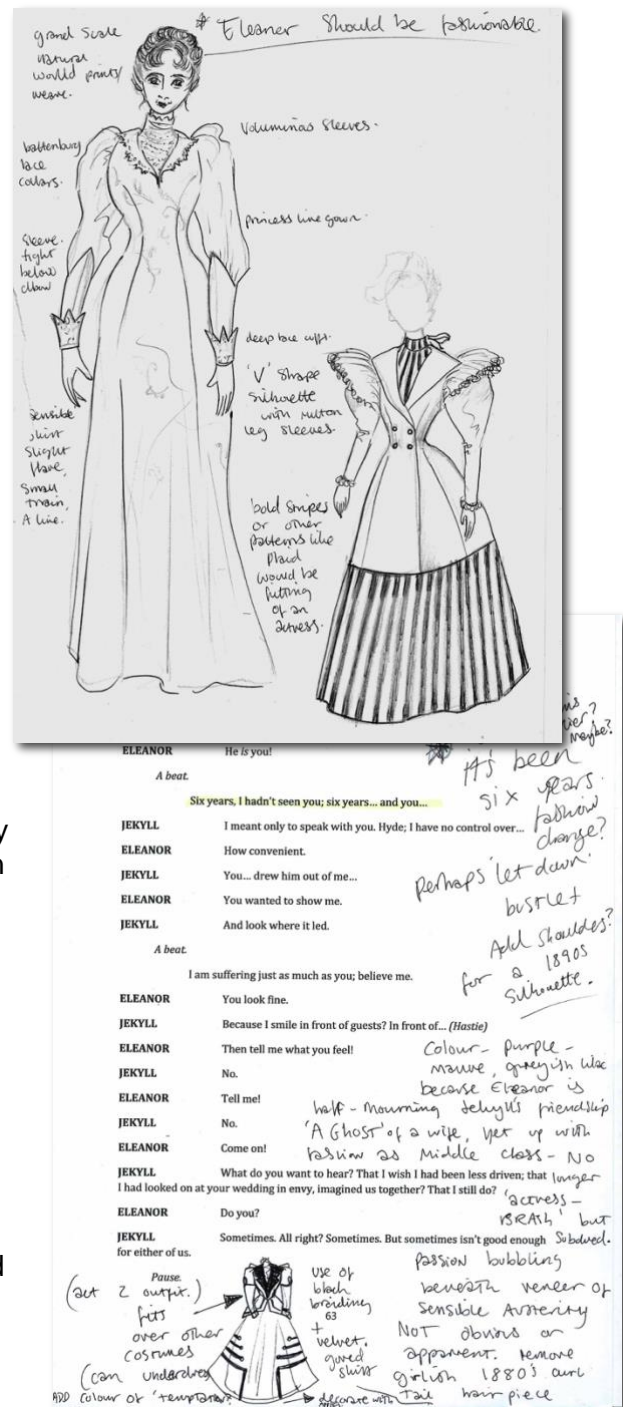 * Eleaner Should be fashionable.
grand scale
natural
world prints/
weave.
battenburg
lace
collars.
Sleeve
tight
below
elbow
sensible
skirt
slight
flare,
small
train,
A line.
Voluminas Sleeves.
princess line gown.
deep lace cuffs.
'V' Shape
Silhouette
with mutton
leg sleeves.
bold stripes
or other
patterns like
plaid
would be
fitting
of an
actress.
y
n
d
ELEANOR He is you!
A beat.
Six years, I hadn't seen you; six years... and you...
JEKYLL I meant only to speak with you. Hyde; I have no control over...
ELEANOR How convenient.
JEKYLL You... drew him out of me...
ELEANOR You wanted to show me.
JEKYLL And look where it led.
A beat.
I am suffering just as much as you; believe me.
ELEANOR You look fine.
JEKYLL Because I smile in front of guests? In front of... (Hastie)
ELEANOR Then tell me what you feel!
JEKYLL No.
ELEANOR Tell me!
JEKYLL No.
ELEANOR Come on!
JEKYLL What do you want to hear? That I wish I had been less driven; that
I had looked on at your wedding in envy, imagined us together? That I still do?
ELEANOR Do you?
JEKYLL Sometimes. All right? Sometimes. But sometimes isn't good enough
for either of us.
Pause.
63
maybe?
it's been
six years.
fashion
change?
Perhaps 'let down'
bustle +
Add shoulders?
for a 1890s
Silhouette.
Colour - Purple -
mauve, greyish lilac
because Eleanor is
half-mourning Jekyll's friendship
'A Ghost' of a wife, yet up with
fashion as Middle class - No
longer
'actress -
BRASH' but
Subdued.
Passion bubbling
beneath veneer of
Sensible Austerity
NOT obvious or
apparent. remove
girlish 1880's curl
Tail hair piece
(act 2 outfit.)
fits
over other
costumes
(can underdress
ADD colour of 'temptation'?
use of
black
braiding
+
velvet.
gored
skirt
decorate with